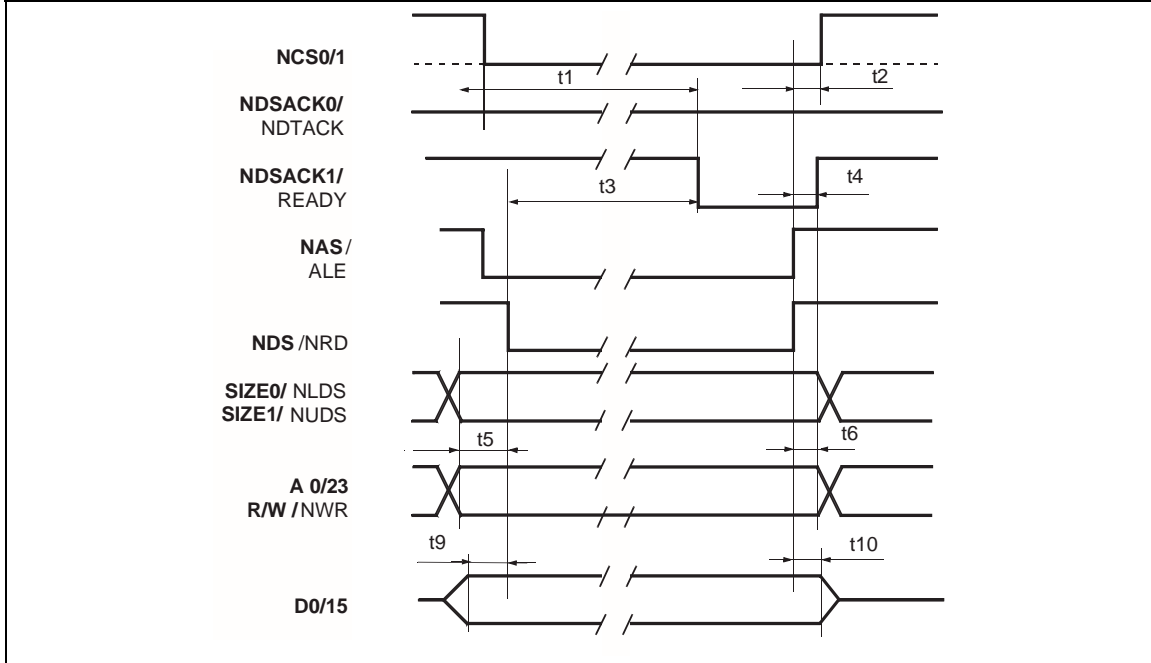 NCS0/1
t1
t2
NDSACK0/
NDTACK
NDSACK1/
READY
t3
t4
NAS/
ALE
NDS /NRD
SIZE0/ NLDS
SIZE1/ NUDS
t5
t6
A 0/23
R/W /NWR
t9
t10
D0/15